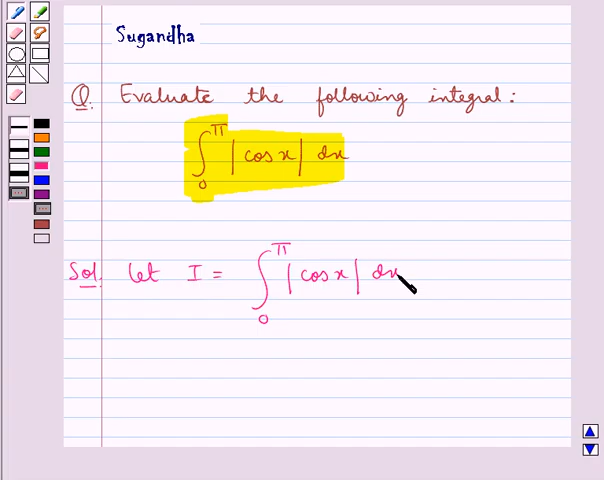 Sugandha
Q. Evaluate the following integral :
∫₀^π |cos x| dx
Sol. Let I = ∫₀^π |cos x| dx